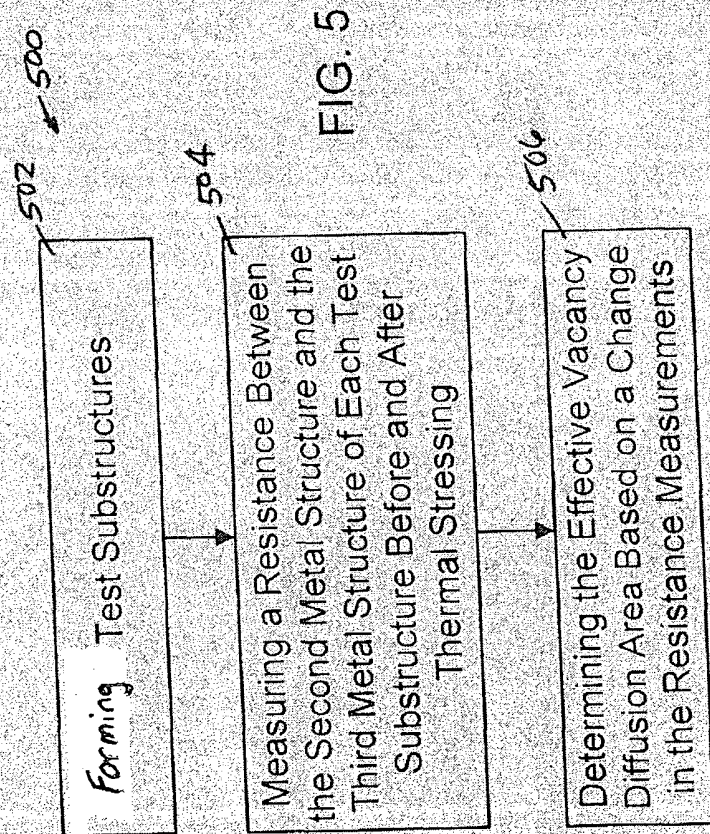 500
502
Forming Test Substructures
504
Measuring a Resistance Between
the Second Metal Structure and the
Third Metal Structure of Each Test
Substructure Before and After
Thermal Stressing
506
Determining the Effective Vacancy
Diffusion Area Based on a Change
in the Resistance Measurements
FIG. 5